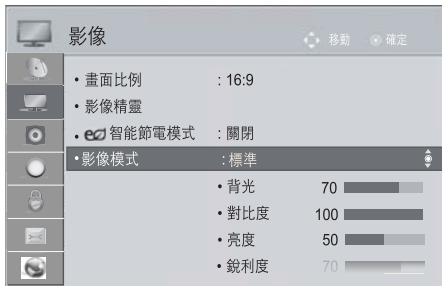 影像
移動 確定
• 畫面比例 : 16:9
• 影像精靈
• eco 智能節電模式 : 關閉
• 影像模式 : 標準
• 背光 70
• 對比度 100
• 亮度 50
• 銳利度 70